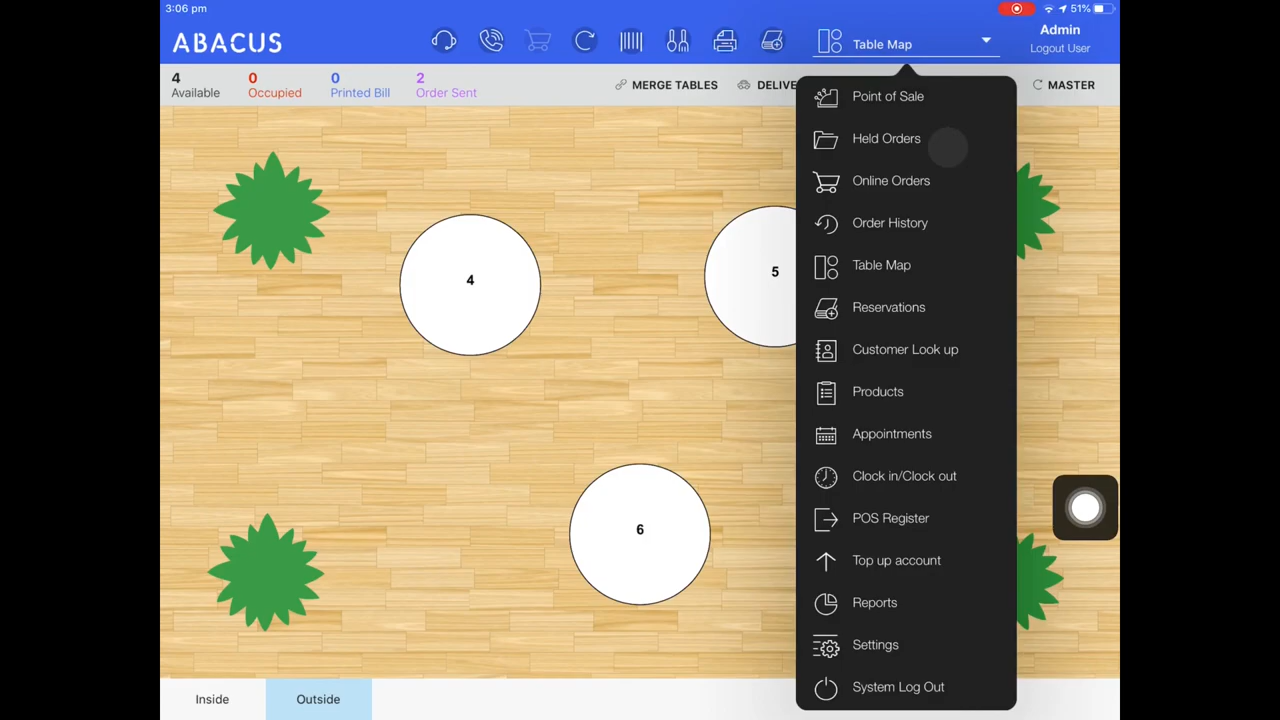 3:06 pm
51%
ABACUS
Table Map
Admin
Logout User
4
Available
0
Occupied
0
Printed Bill
2
Order Sent
MERGE TABLES
DELIVE
MASTER
Point of Sale
Held Orders
Online Orders
Order History
Table Map
Reservations
Customer Look up
Products
Appointments
Clock in/Clock out
POS Register
Top up account
Reports
Settings
System Log Out
4
5
6
Inside
Outside